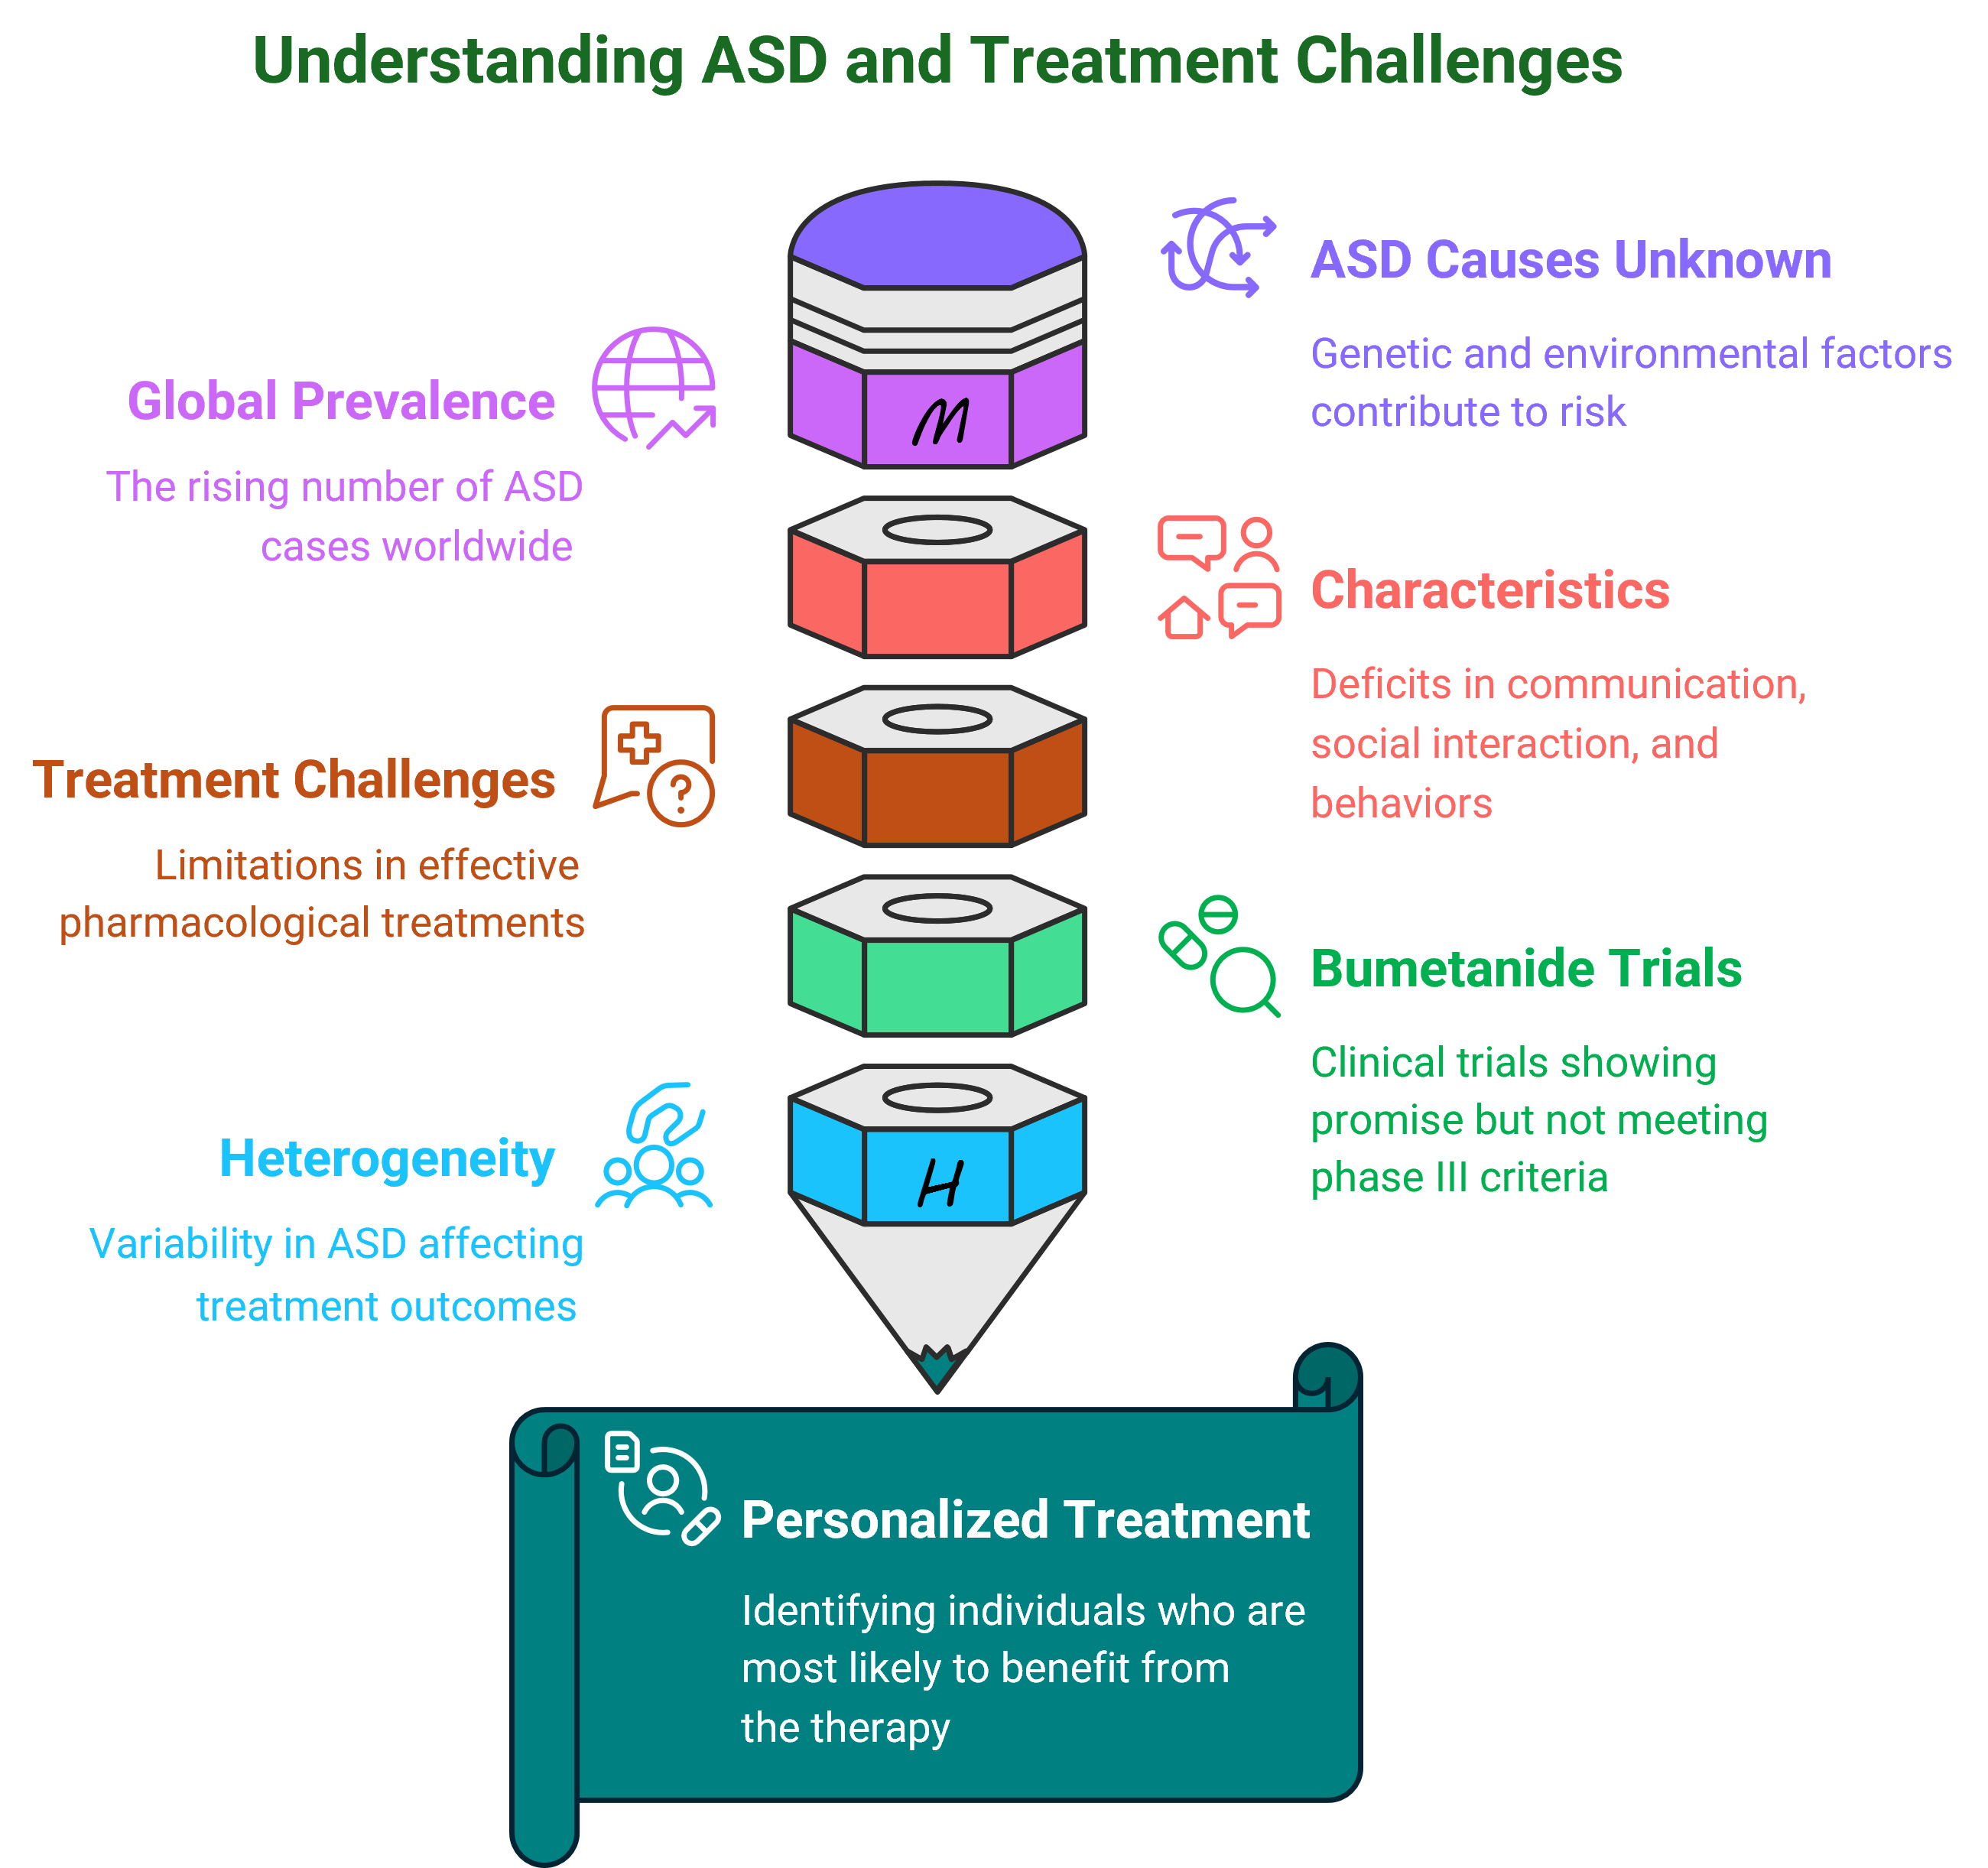 Understanding ASD and Treatment Challenges
ASD Causes Unknown
Genetic and environmental factors
contribute to risk
Global Prevalence
The rising number of ASD
cases worldwide
M
Characteristics
Deficits in communication,
social interaction, and
behaviors
Treatment Challenges
Limitations in effective
pharmacological treatments
Bumetanide Trials
Clinical trials showing
promise but not meeting
phase III criteria
Heterogeneity
Variability in ASD affecting
treatment outcomes
H
Personalized Treatment
Identifying individuals who are
most likely to benefit from
the therapy